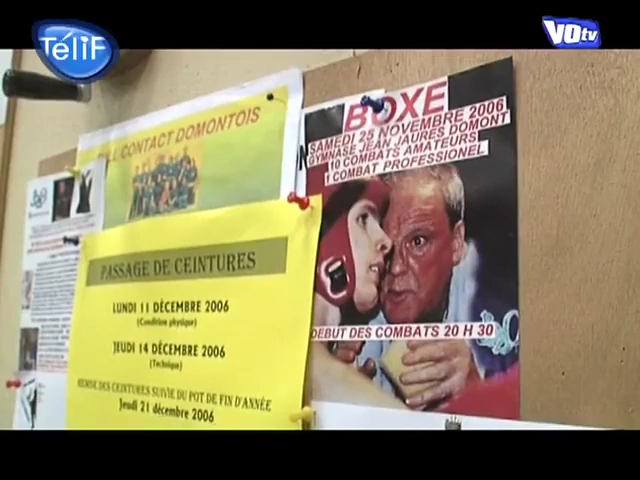 TéliF
VOtv
LL CONTACT DOMONTOIS
PASSAGE DE CEINTURES
LUNDI 11 DÉCEMBRE 2006
(Condition physique)
JEUDI 14 DÉCEMBRE 2006
(Technique)
REMISE DES CEINTURES SUIVIE DU POT DE FIN D'ANNÉE
Jeudi 21 décembre 2006
BOXE
SAMEDI 25 NOVEMBRE 2006
GYMNASE JEAN JAURES DOMONT
10 COMBATS AMATEURS
1 COMBAT PROFESSIONEL
DEBUT DES COMBATS 20 H 30